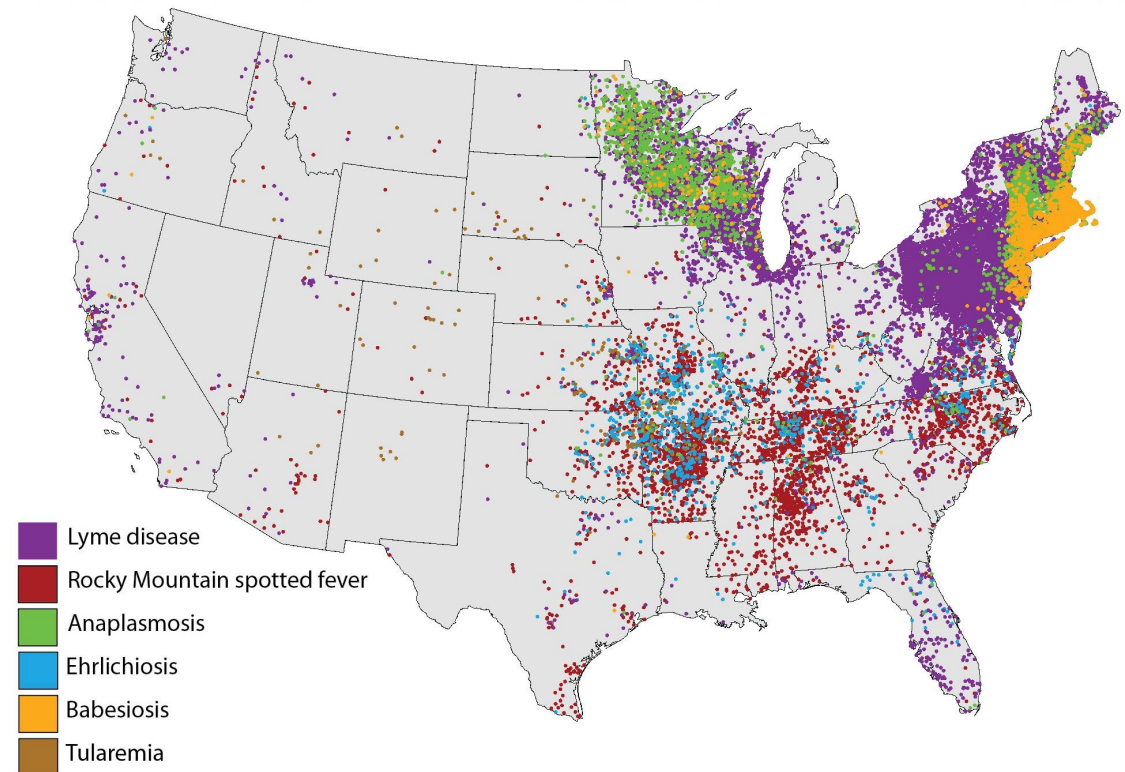 Lyme disease
Rocky Mountain spotted fever
Anaplasmosis
Ehrlichiosis
Babesiosis
Tularemia